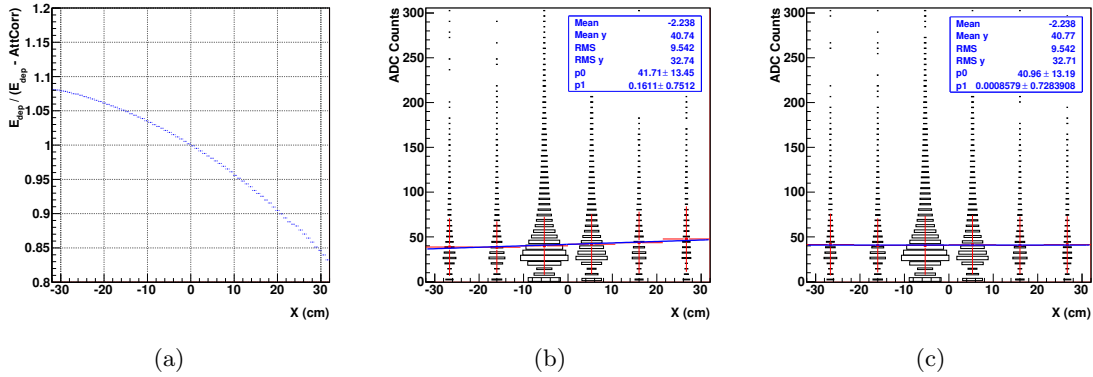 E_dep / (E_dep - AttCorr)
1.2
1.15
1.1
1.05
1
0.95
0.9
0.85
0.8
-30 -20 -10 0 10 20 30
X (cm)
(a)
ADC Counts
300
250
200
150
100
50
0
-30 -20 -10 0 10 20 30
X (cm)
Mean -2.238
Mean y 40.74
RMS 9.542
RMS y 32.74
p0 41.71 ± 13.45
p1 0.1611 ± 0.7512
(b)
ADC Counts
300
250
200
150
100
50
0
-30 -20 -10 0 10 20 30
X (cm)
Mean -2.238
Mean y 40.77
RMS 9.542
RMS y 32.71
p0 40.96 ± 13.19
p1 0.0008579 ± 0.7283908
(c)